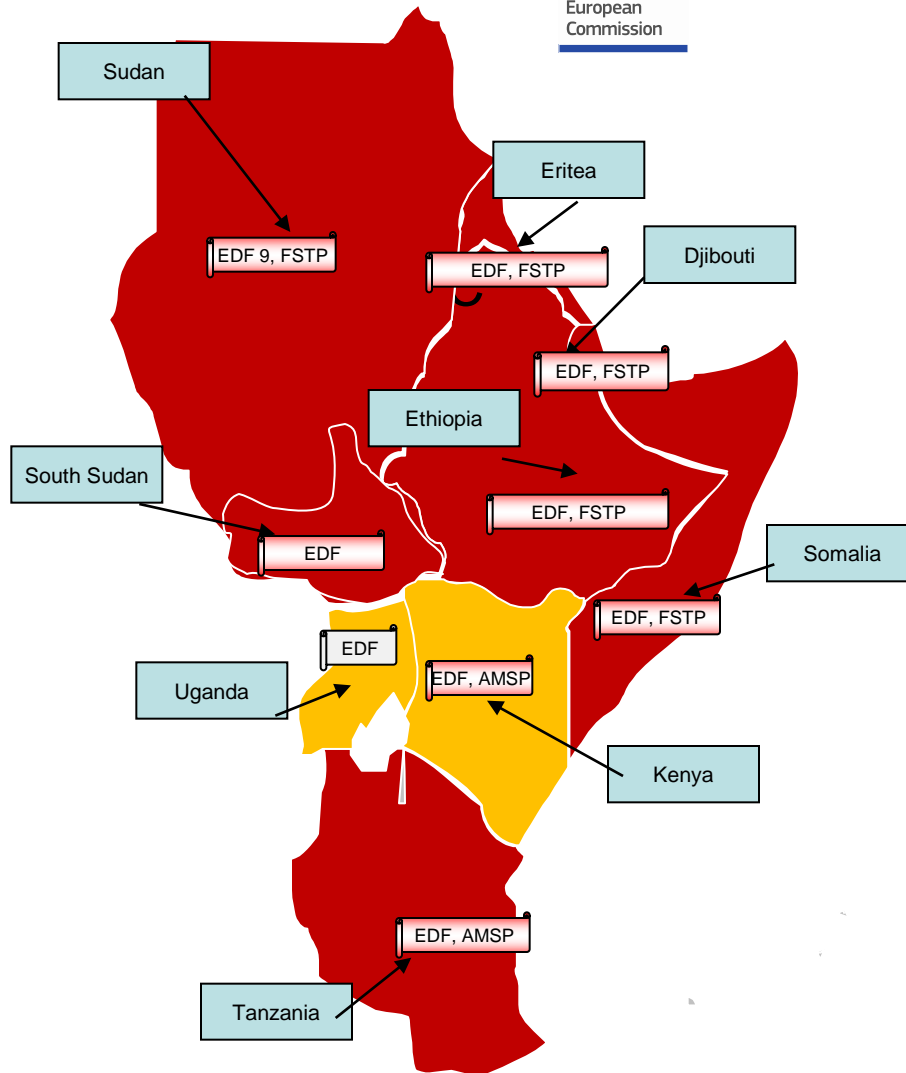 European
Commission
Sudan
Eritea
EDF 9, FSTP
Djibouti
EDF, FSTP
EDF, FSTP
Ethiopia
South Sudan
EDF, FSTP
EDF
Somalia
EDF, FSTP
EDF
EDF, AMSP
Uganda
Kenya
EDF, AMSP
Tanzania